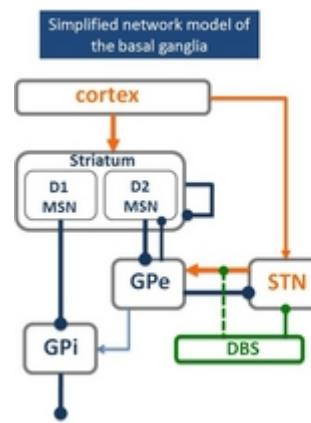 Simplified network model of
the basal ganglia
cortex
Striatum
D1
MSN
D2
MSN
GPe
STN
DBS
GPi